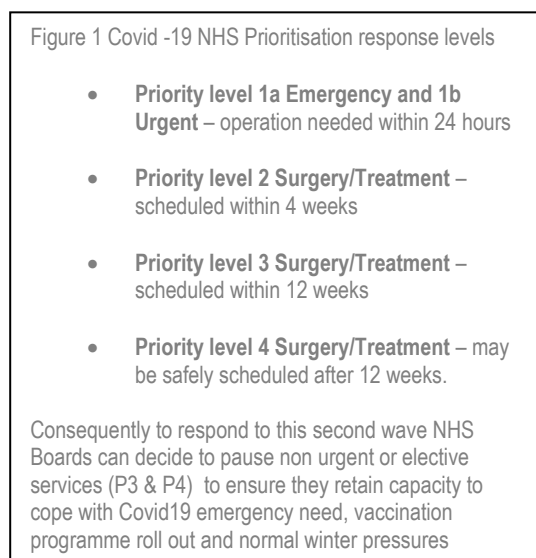 Figure 1 Covid -19 NHS Prioritisation response levels
• Priority level 1a Emergency and 1b
Urgent – operation needed within 24 hours
• Priority level 2 Surgery/Treatment –
scheduled within 4 weeks
• Priority level 3 Surgery/Treatment –
scheduled within 12 weeks
• Priority level 4 Surgery/Treatment – may
be safely scheduled after 12 weeks.
Consequently to respond to this second wave NHS
Boards can decide to pause non urgent or elective
services (P3 & P4)  to ensure they retain capacity to
cope with Covid19 emergency need, vaccination
programme roll out and normal winter pressures